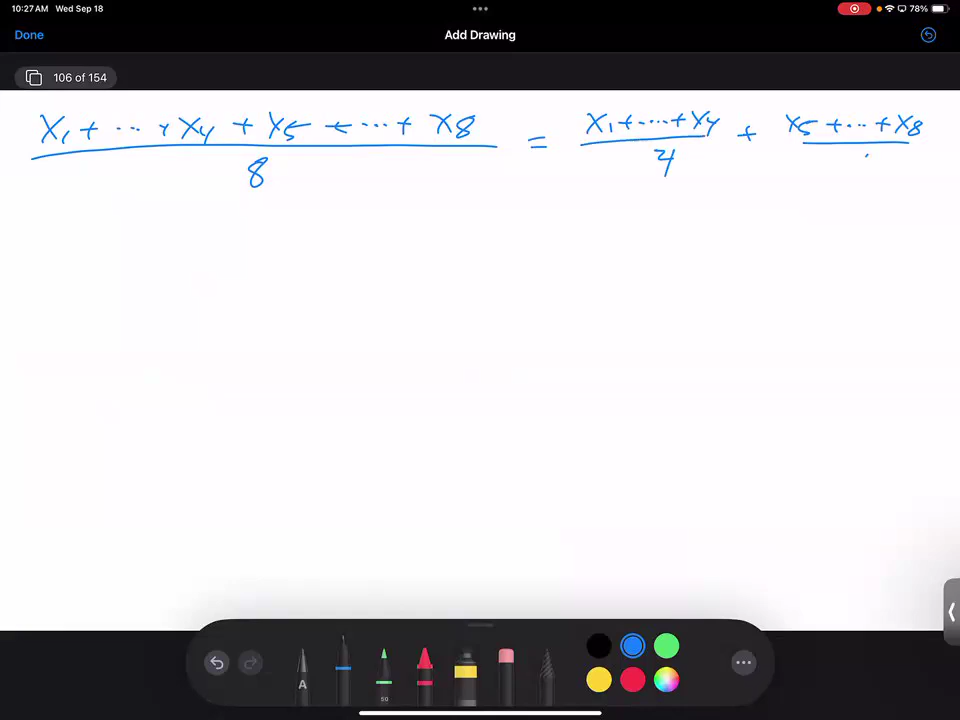 10:27 AM Wed Sep 18 78%
Done Add Drawing
106 of 154
x₁ + ... + x₄ + x₅ + ... + x₈ / 8 = x₁ + ... + x₄ / 4 + x₅ + ... + x₈
A
50